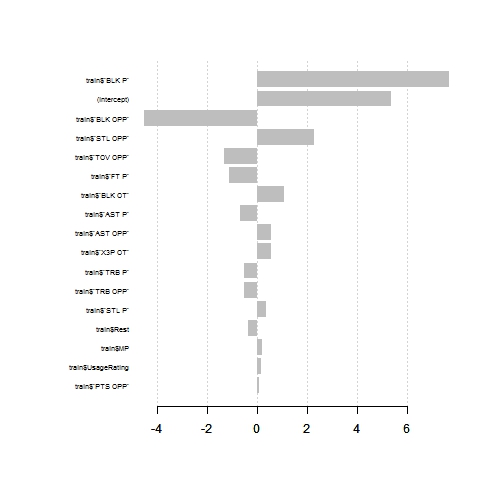 train$`BLK P`
(Intercept)
train$`BLK OPP`
train$`STL OPP`
train$`TOV OPP`
train$`FT P`
train$`BLK OT`
train$`AST P`
train$`AST OPP`
train$`X3P OT`
train$`TRB P`
train$`TRB OPP`
train$`STL P`
train$Rest
train$MP
train$UsageRating
train$`PTS OPP`
-4 -2 0 2 4 6